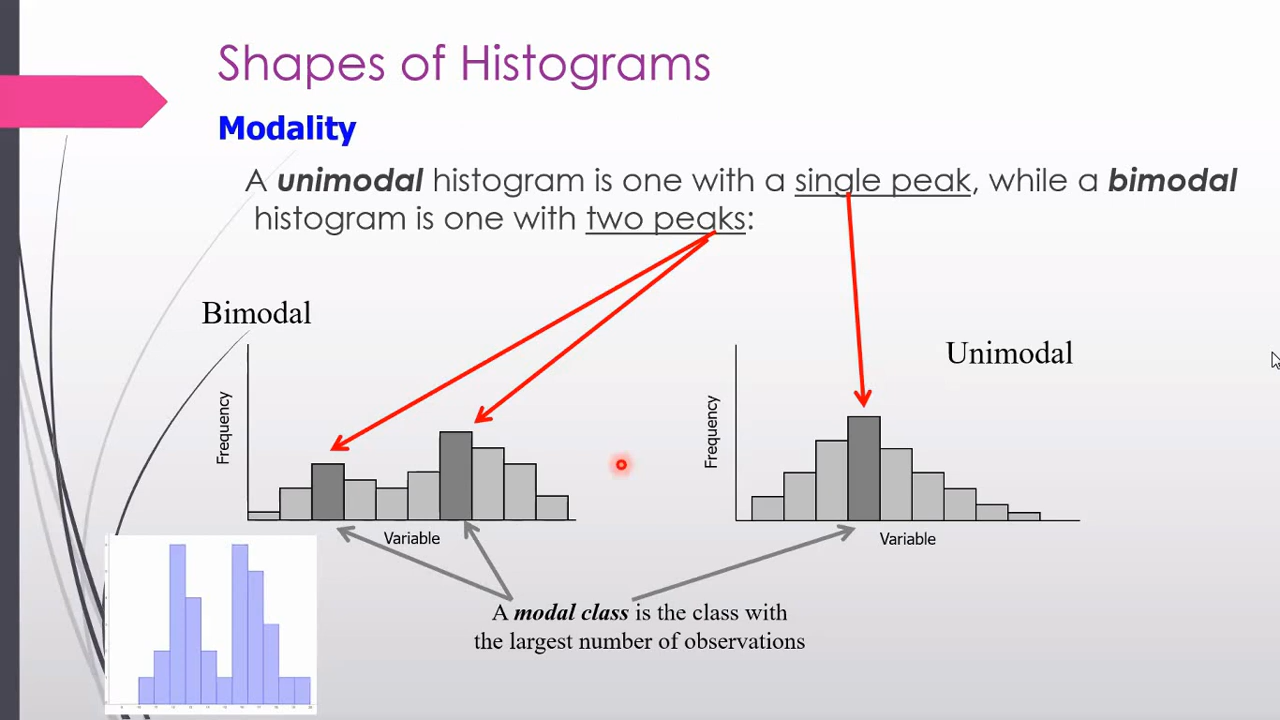 Shapes of Histograms
Modality
A unimodal histogram is one with a single peak, while a bimodal
histogram is one with two peaks:
Bimodal
Unimodal
Frequency
Variable
Frequency
Variable
A modal class is the class with
the largest number of observations